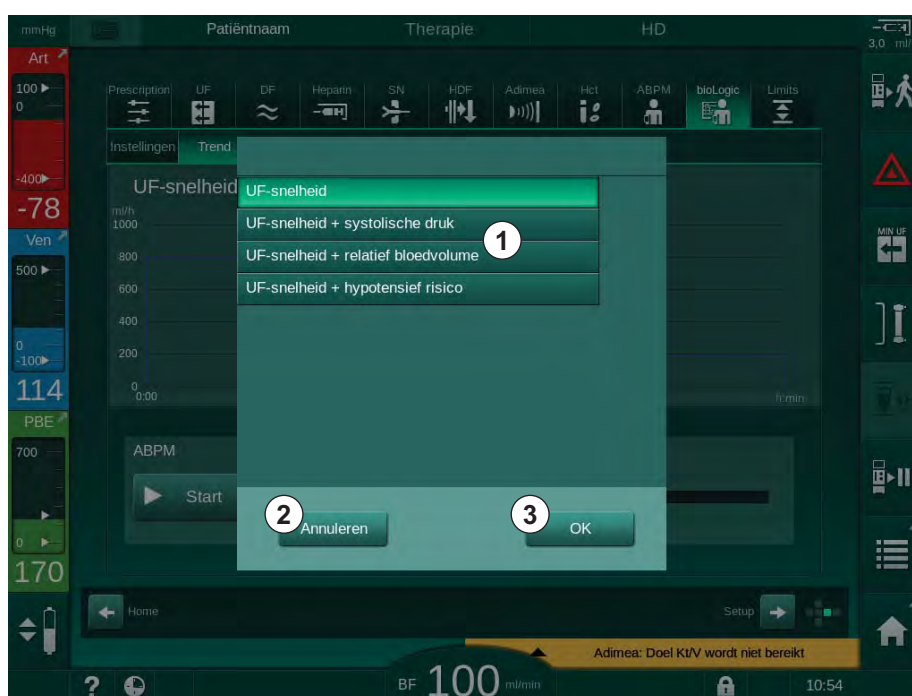 mmHg
Patiëntnaam
Therapie
HD
3,0 ml/
Art
100
0
-400
-78
Ven
500
0
-100
114
PBE
700
0
170
Prescription
UF
DF
Heparin
SN
HDF
Adimea
Hct
ABPM
bioLogic
Limits
Instellingen
Trend
UF-snelheid
ml/h
1000
800
600
400
200
0
0:00
h:min
UF-snelheid
UF-snelheid + systolische druk
1
UF-snelheid + relatief bloedvolume
UF-snelheid + hypotensief risico
ABPM
Start
2
Annuleren
3
OK
MIN UF
Home
Setup
Adimea: Doel Kt/V wordt niet bereikt
?
BF 100 ml/min
10:54